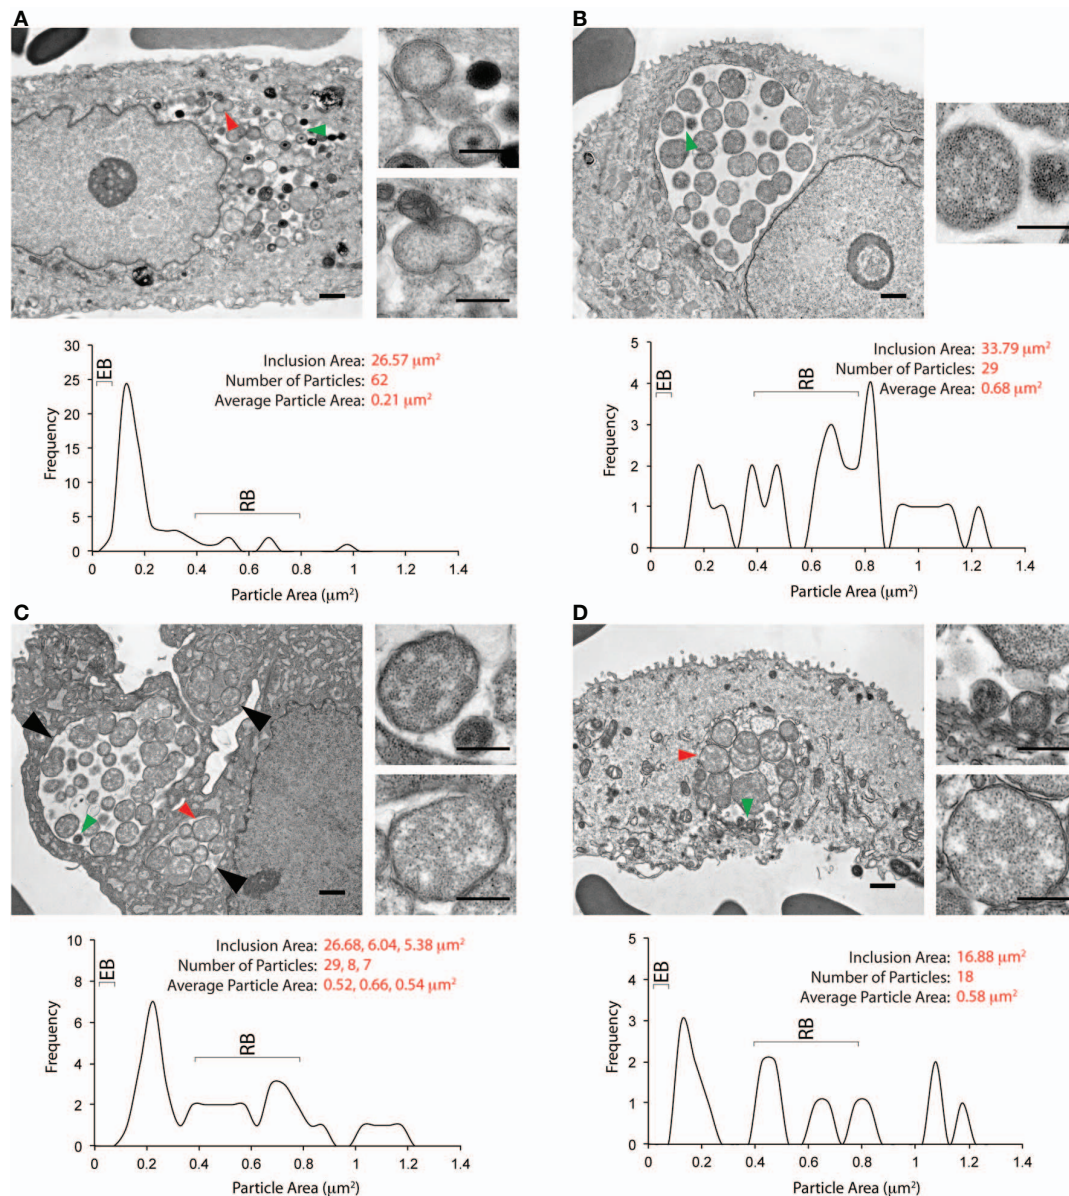 A
Inclusion Area: 26.57 μm²
Number of Particles: 62
Average Particle Area: 0.21 μm²
EB
RB
Frequency
30
25
20
15
10
5
0
0 0.2 0.4 0.6 0.8 1 1.2 1.4
Particle Area (μm²)
B
Inclusion Area: 33.79 μm²
Number of Particles: 29
Average Area: 0.68 μm²
EB
RB
Frequency
5
4
3
2
1
0
0 0.2 0.4 0.6 0.8 1 1.2 1.4
Particle Area (μm²)
C
Inclusion Area: 26.68, 6.04, 5.38 μm²
Number of Particles: 29, 8, 7
Average Particle Area: 0.52, 0.66, 0.54 μm²
EB
RB
Frequency
10
8
6
4
2
0
0 0.2 0.4 0.6 0.8 1 1.2 1.4
Particle Area (μm²)
D
Inclusion Area: 16.88 μm²
Number of Particles: 18
Average Particle Area: 0.58 μm²
EB
RB
Frequency
5
4
3
2
1
0
0 0.2 0.4 0.6 0.8 1 1.2 1.4
Particle Area (μm²)